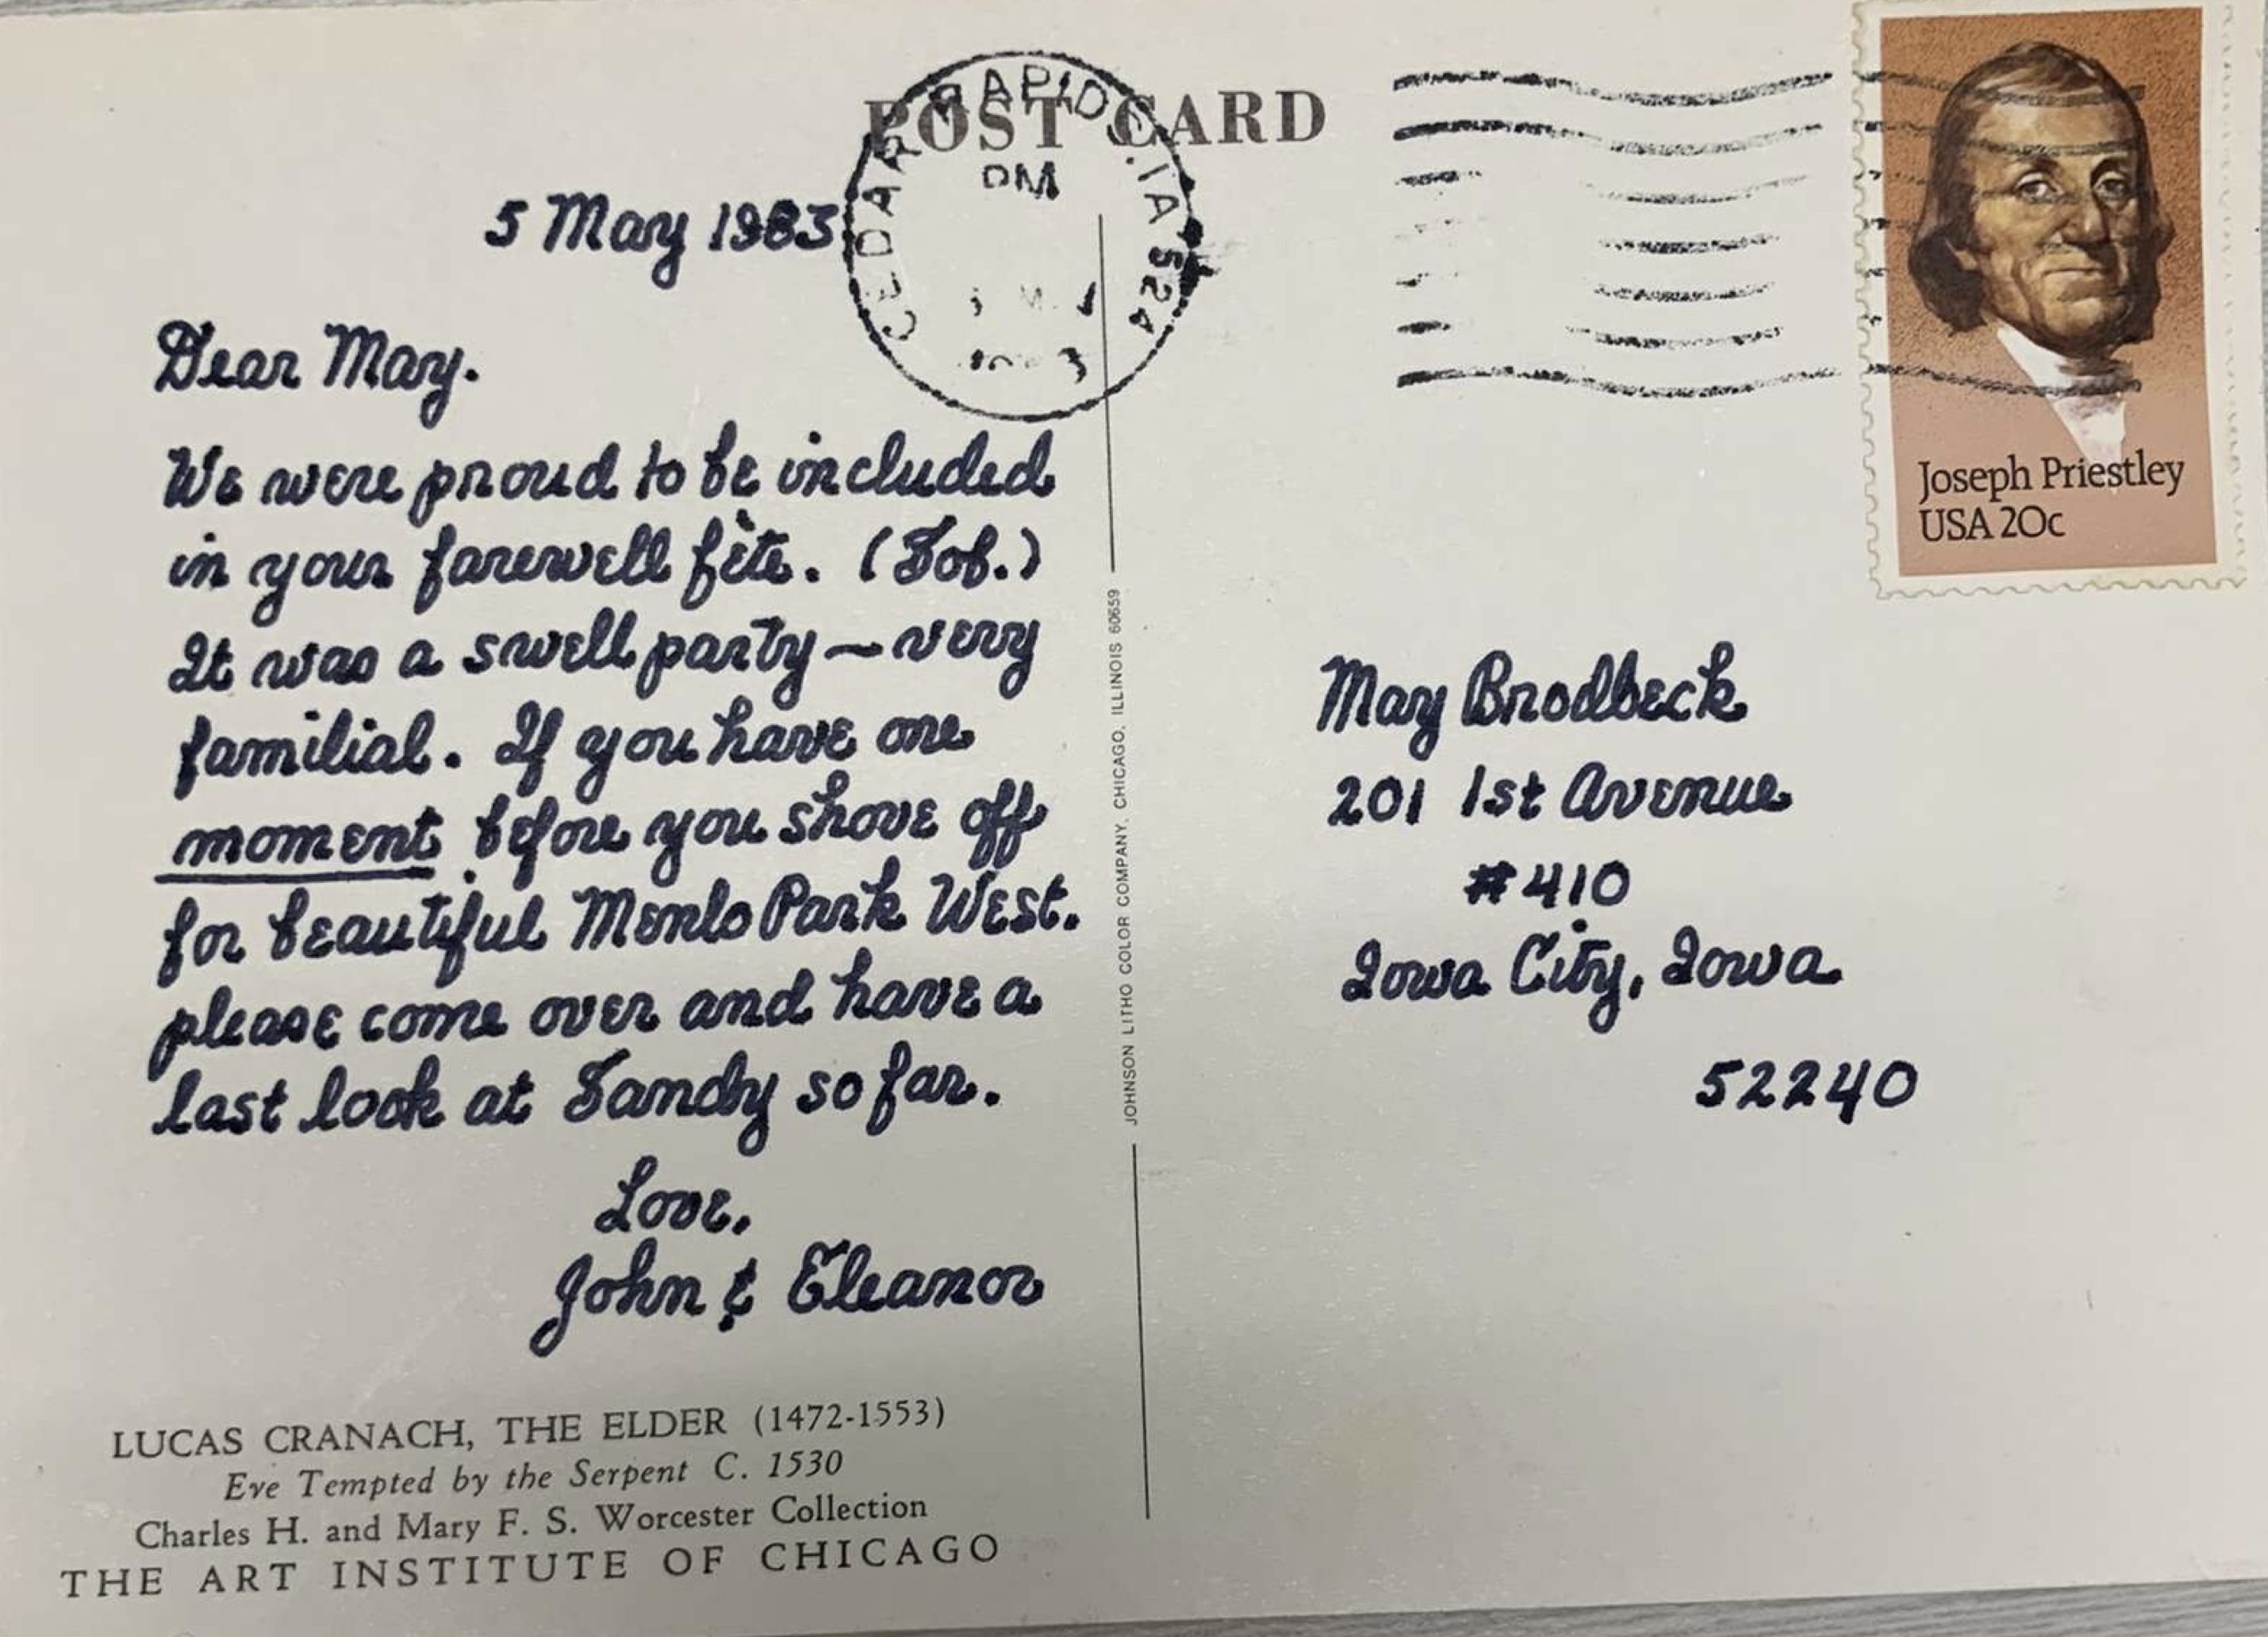 POST CARD
CEDAR RAPIDS, IA 524
PM
5 May 1983
Dear May.
We were proud to be included
in your farewell fête. (Sob.)
It was a swell party — very
familial. If you have one
moment before you shove off
for beautiful Menlo Park West.
please come over and have a
last look at Sandy so far.
Love,
John & Eleanor
LUCAS CRANACH, THE ELDER (1472-1553)
Eve Tempted by the Serpent C. 1530
Charles H. and Mary F. S. Worcester Collection
THE ART INSTITUTE OF CHICAGO
JOHNSON LITHO COLOR COMPANY, CHICAGO, ILLINOIS 60659
Joseph Priestley
USA 20c
May Brodbeck
201 1st Avenue
#410
Iowa City, Iowa
52240